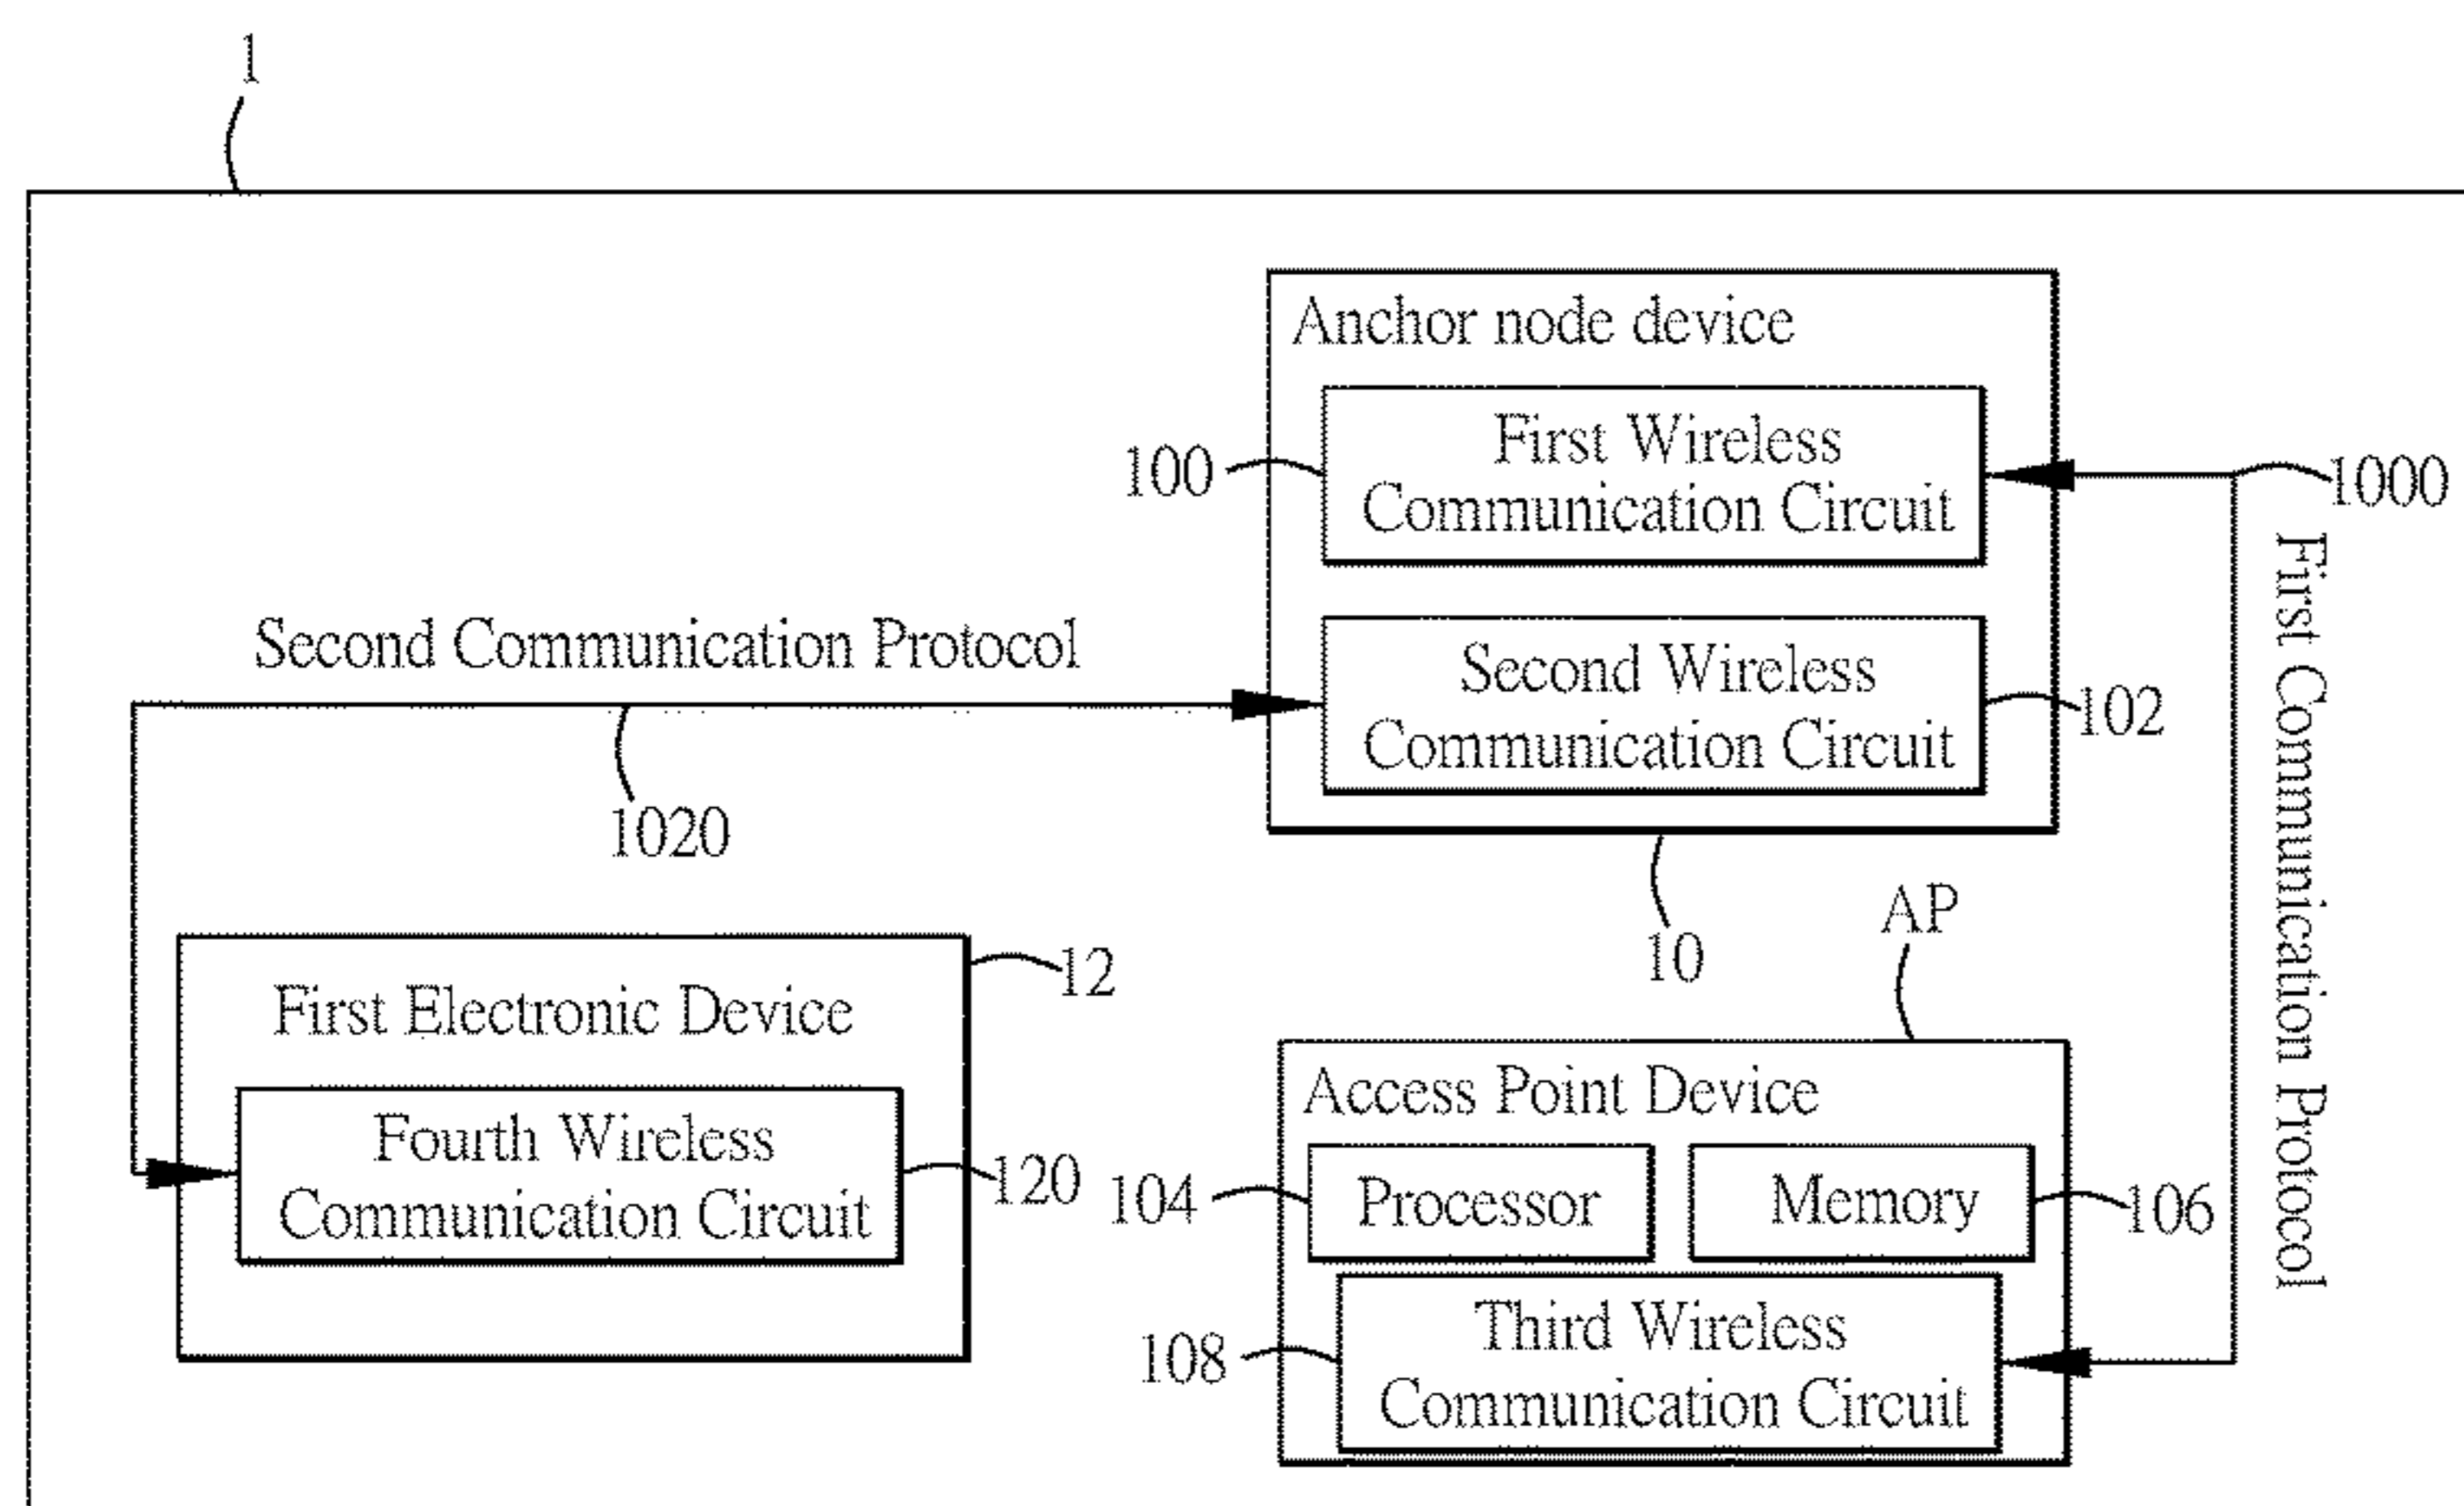 1
Anchor node device
First Wireless
Communication Circuit
100
1000
First Communication Protocol
Second Communication Protocol
Second Wireless
Communication Circuit
102
1020
10
AP
12
First Electronic Device
Fourth Wireless
Communication Circuit
120
Access Point Device
104
Processor
Memory
106
108
Third Wireless
Communication Circuit